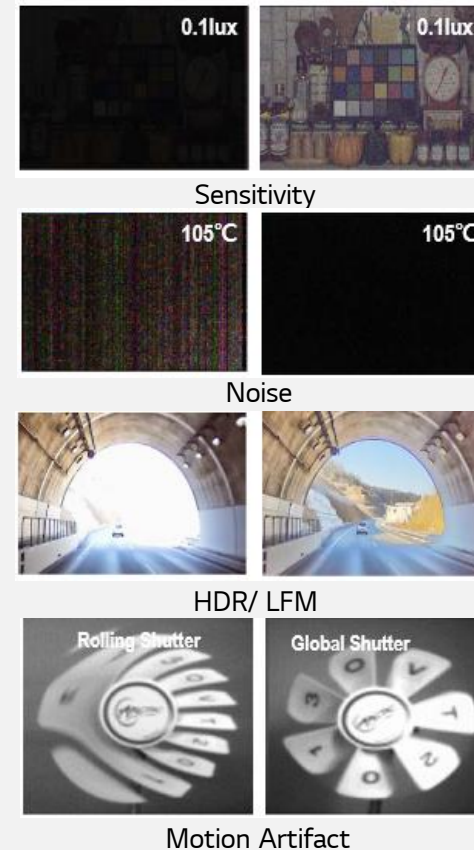 0.1lux
0.1lux
Sensitivity
105℃
105℃
Noise
HDR/ LFM
Rolling Shutter
Global Shutter
Motion Artifact